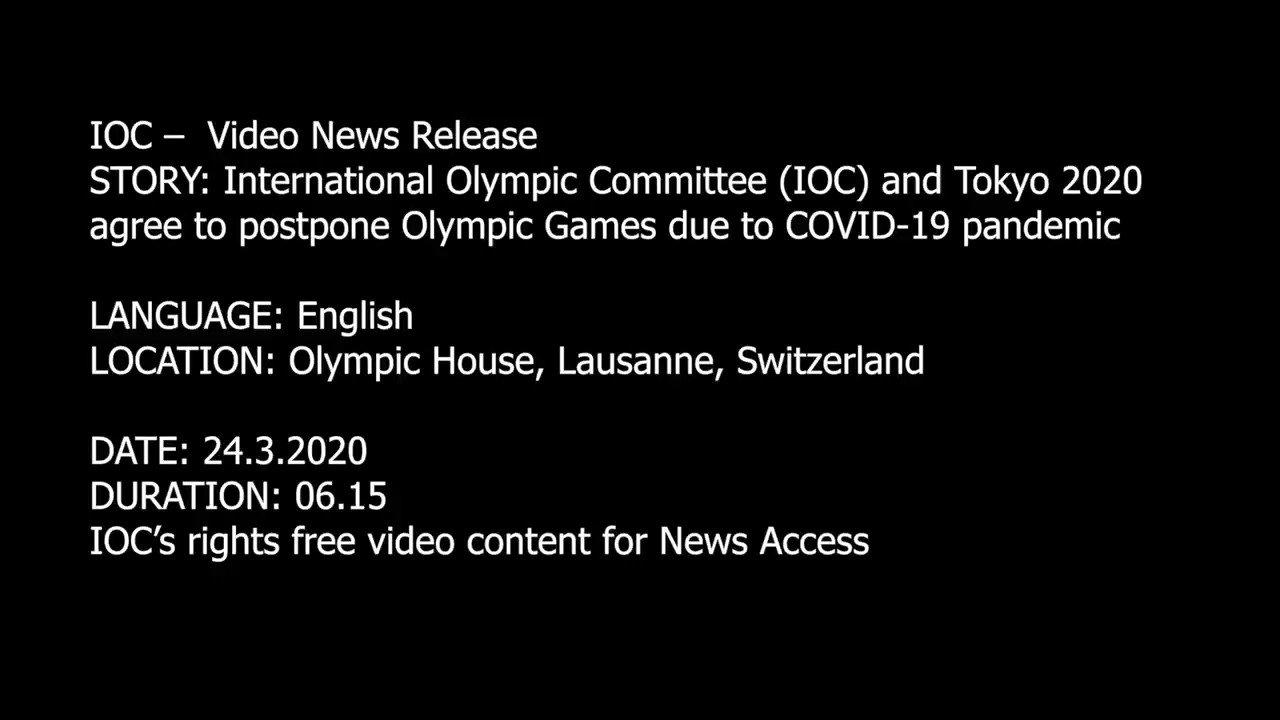 IOC –  Video News Release
STORY: International Olympic Committee (IOC) and Tokyo 2020
agree to postpone Olympic Games due to COVID-19 pandemic
LANGUAGE: English
LOCATION: Olympic House, Lausanne, Switzerland
DATE: 24.3.2020
DURATION: 06.15
IOC’s rights free video content for News Access